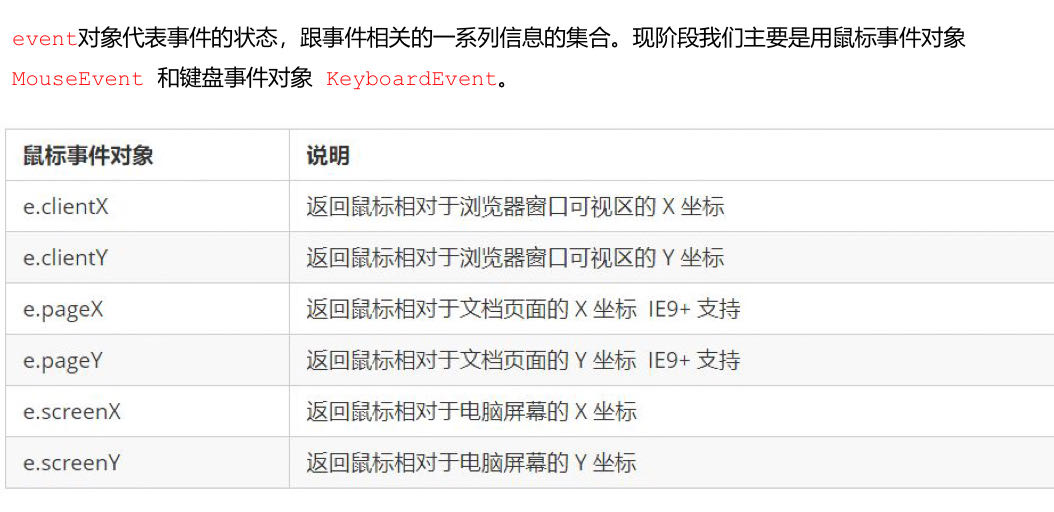 event对象代表事件的状态，跟事件相关的一系列信息的集合。现阶段我们主要是用鼠标事件对象
MouseEvent 和键盘事件对象 KeyboardEvent。
鼠标事件对象 说明
e.clientX 返回鼠标相对于浏览器窗口可视区的 X 坐标
e.clientY 返回鼠标相对于浏览器窗口可视区的 Y 坐标
e.pageX 返回鼠标相对于文档页面的 X 坐标 IE9+ 支持
e.pageY 返回鼠标相对于文档页面的 Y 坐标 IE9+ 支持
e.screenX 返回鼠标相对于电脑屏幕的 X 坐标
e.screenY 返回鼠标相对于电脑屏幕的 Y 坐标